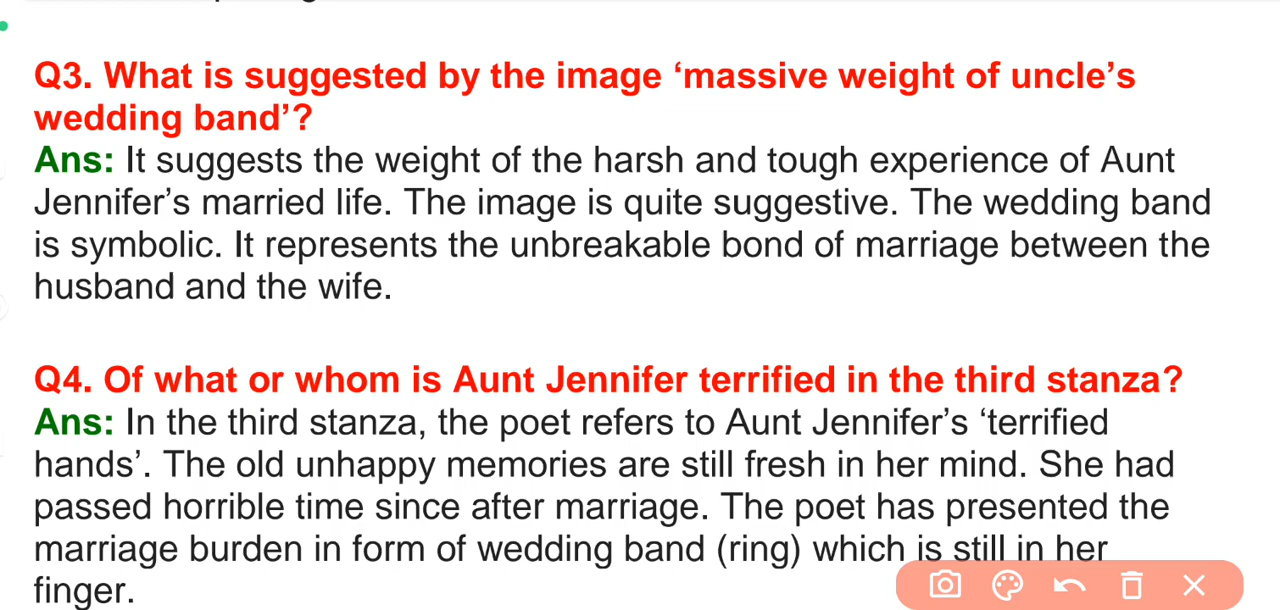 Q3. What is suggested by the image ‘massive weight of uncle’s
wedding band’?
Ans: It suggests the weight of the harsh and tough experience of Aunt
Jennifer’s married life. The image is quite suggestive. The wedding band
is symbolic. It represents the unbreakable bond of marriage between the
husband and the wife.
Q4. Of what or whom is Aunt Jennifer terrified in the third stanza?
Ans: In the third stanza, the poet refers to Aunt Jennifer’s ‘terrified
hands’. The old unhappy memories are still fresh in her mind. She had
passed horrible time since after marriage. The poet has presented the
marriage burden in form of wedding band (ring) which is still in her
finger.